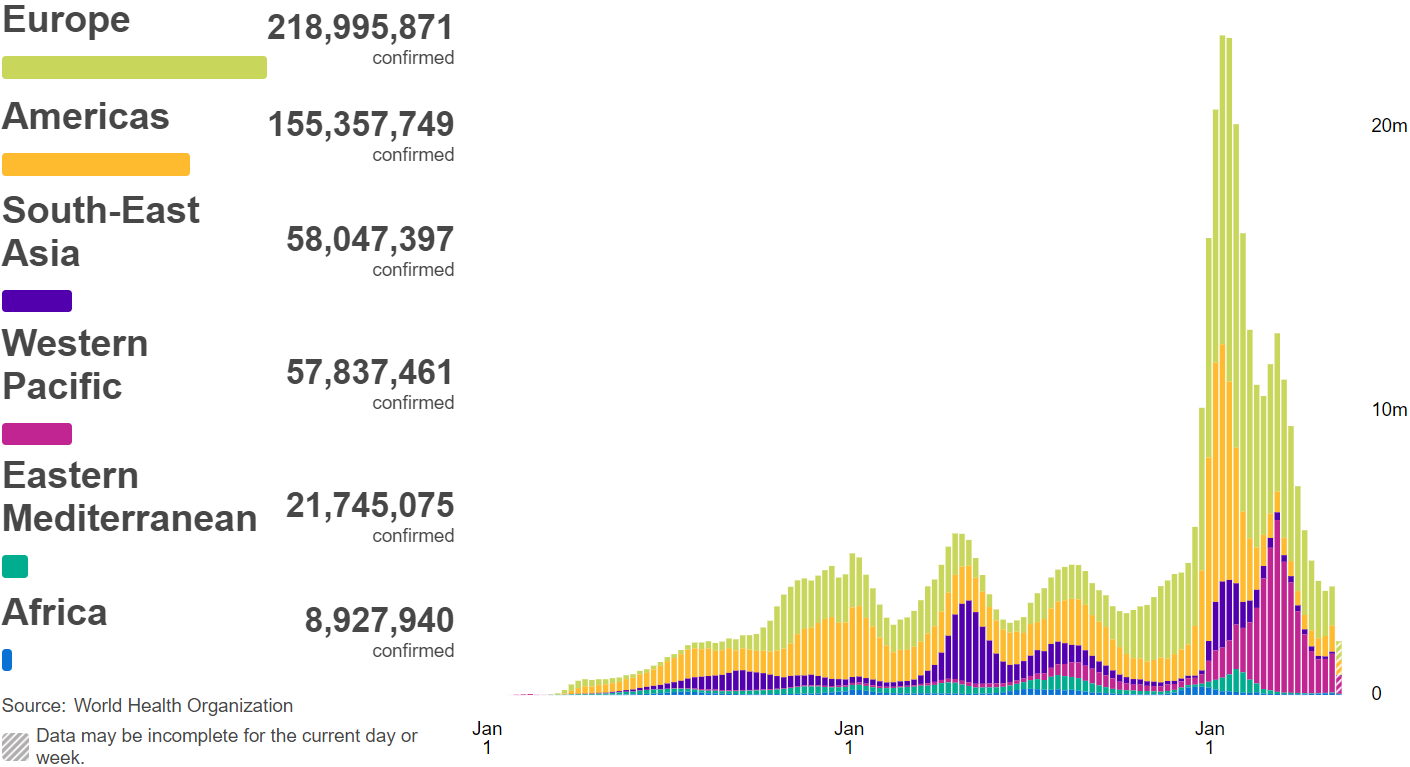 Europe
218,995,871
confirmed
Americas
155,357,749
confirmed
South-East
Asia
58,047,397
confirmed
Western
Pacific
57,837,461
confirmed
Eastern
Mediterranean
21,745,075
confirmed
Africa
8,927,940
confirmed
Source: World Health Organization
Data may be incomplete for the current day or
week.
20m
10m
0
Jan
1
Jan
1
Jan
1